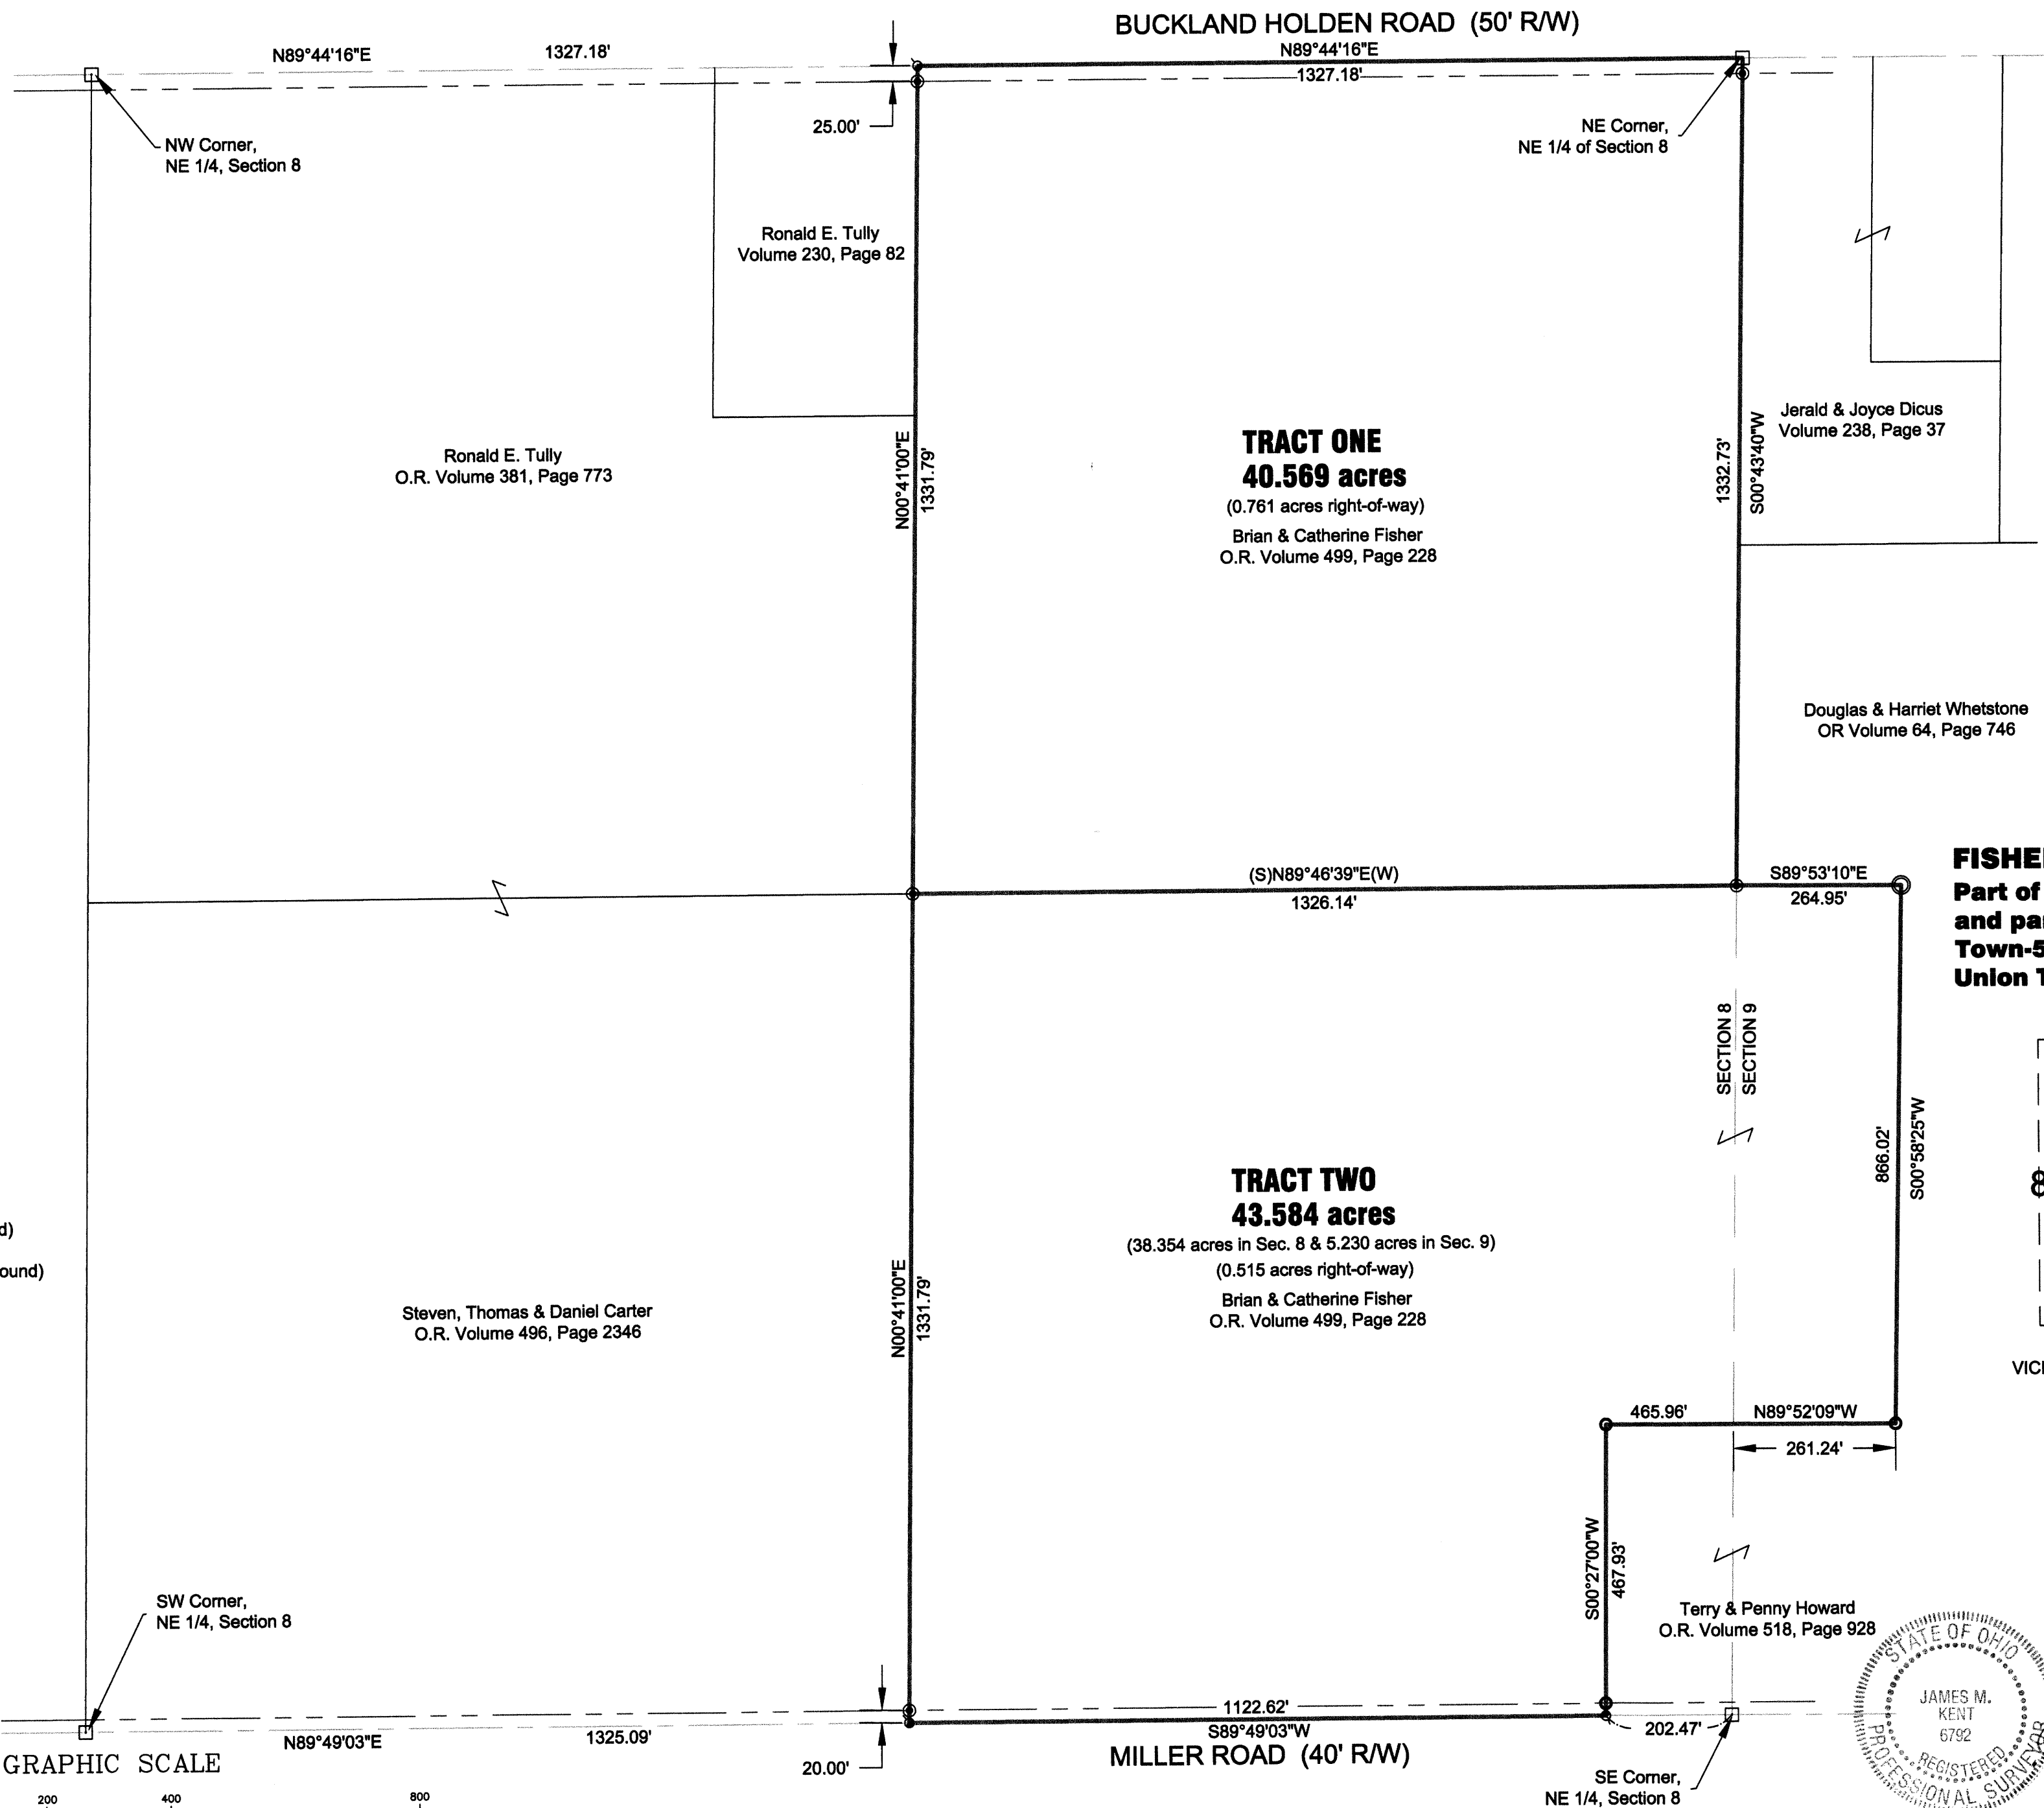 BUCKLAND HOLDEN ROAD (50' R/W)
N89°44'16"E
1327.18'
N89°44'16"E
1327.18'
25.00'
NW Corner,
NE 1/4, Section 8
NE Corner,
NE 1/4 of Section 8
Ronald E. Tully
Volume 230, Page 82
Ronald E. Tully
O.R. Volume 381, Page 773
N00°41'00"E
1331.79'
TRACT ONE
40.569 acres
(0.761 acres right-of-way)
Brian & Catherine Fisher
O.R. Volume 499, Page 228
1332.73'
S00°43'40"W
Jerald & Joyce Dicus
Volume 238, Page 37
Douglas & Harriet Whetstone
OR Volume 64, Page 746
(S)N89°46'39"E(W)
1326.14'
S89°53'10"E
264.95'
FISHE
Part of
and pa
Town-5
Union T
SECTION 8
SECTION 9
866.02'
S00°58'25"W
8
TRACT TWO
43.584 acres
(38.354 acres in Sec. 8 & 5.230 acres in Sec. 9)
(0.515 acres right-of-way)
Brian & Catherine Fisher
O.R. Volume 499, Page 228
d)
ound)
N00°41'00"E
1331.79'
Steven, Thomas & Daniel Carter
O.R. Volume 496, Page 2346
VICI
465.96'
N89°52'09"W
261.24'
S00°27'00"W
467.93'
Terry & Penny Howard
O.R. Volume 518, Page 928
SW Corner,
NE 1/4, Section 8
STATE OF OHIO
JAMES M.
KENT
6792
REGISTERED
PROFESSIONAL SURVEYOR
1122.62'
S89°49'03"W
202.47'
N89°49'03"E
1325.09'
MILLER ROAD (40' R/W)
20.00'
SE Corner,
NE 1/4, Section 8
GRAPHIC SCALE
200
400
800